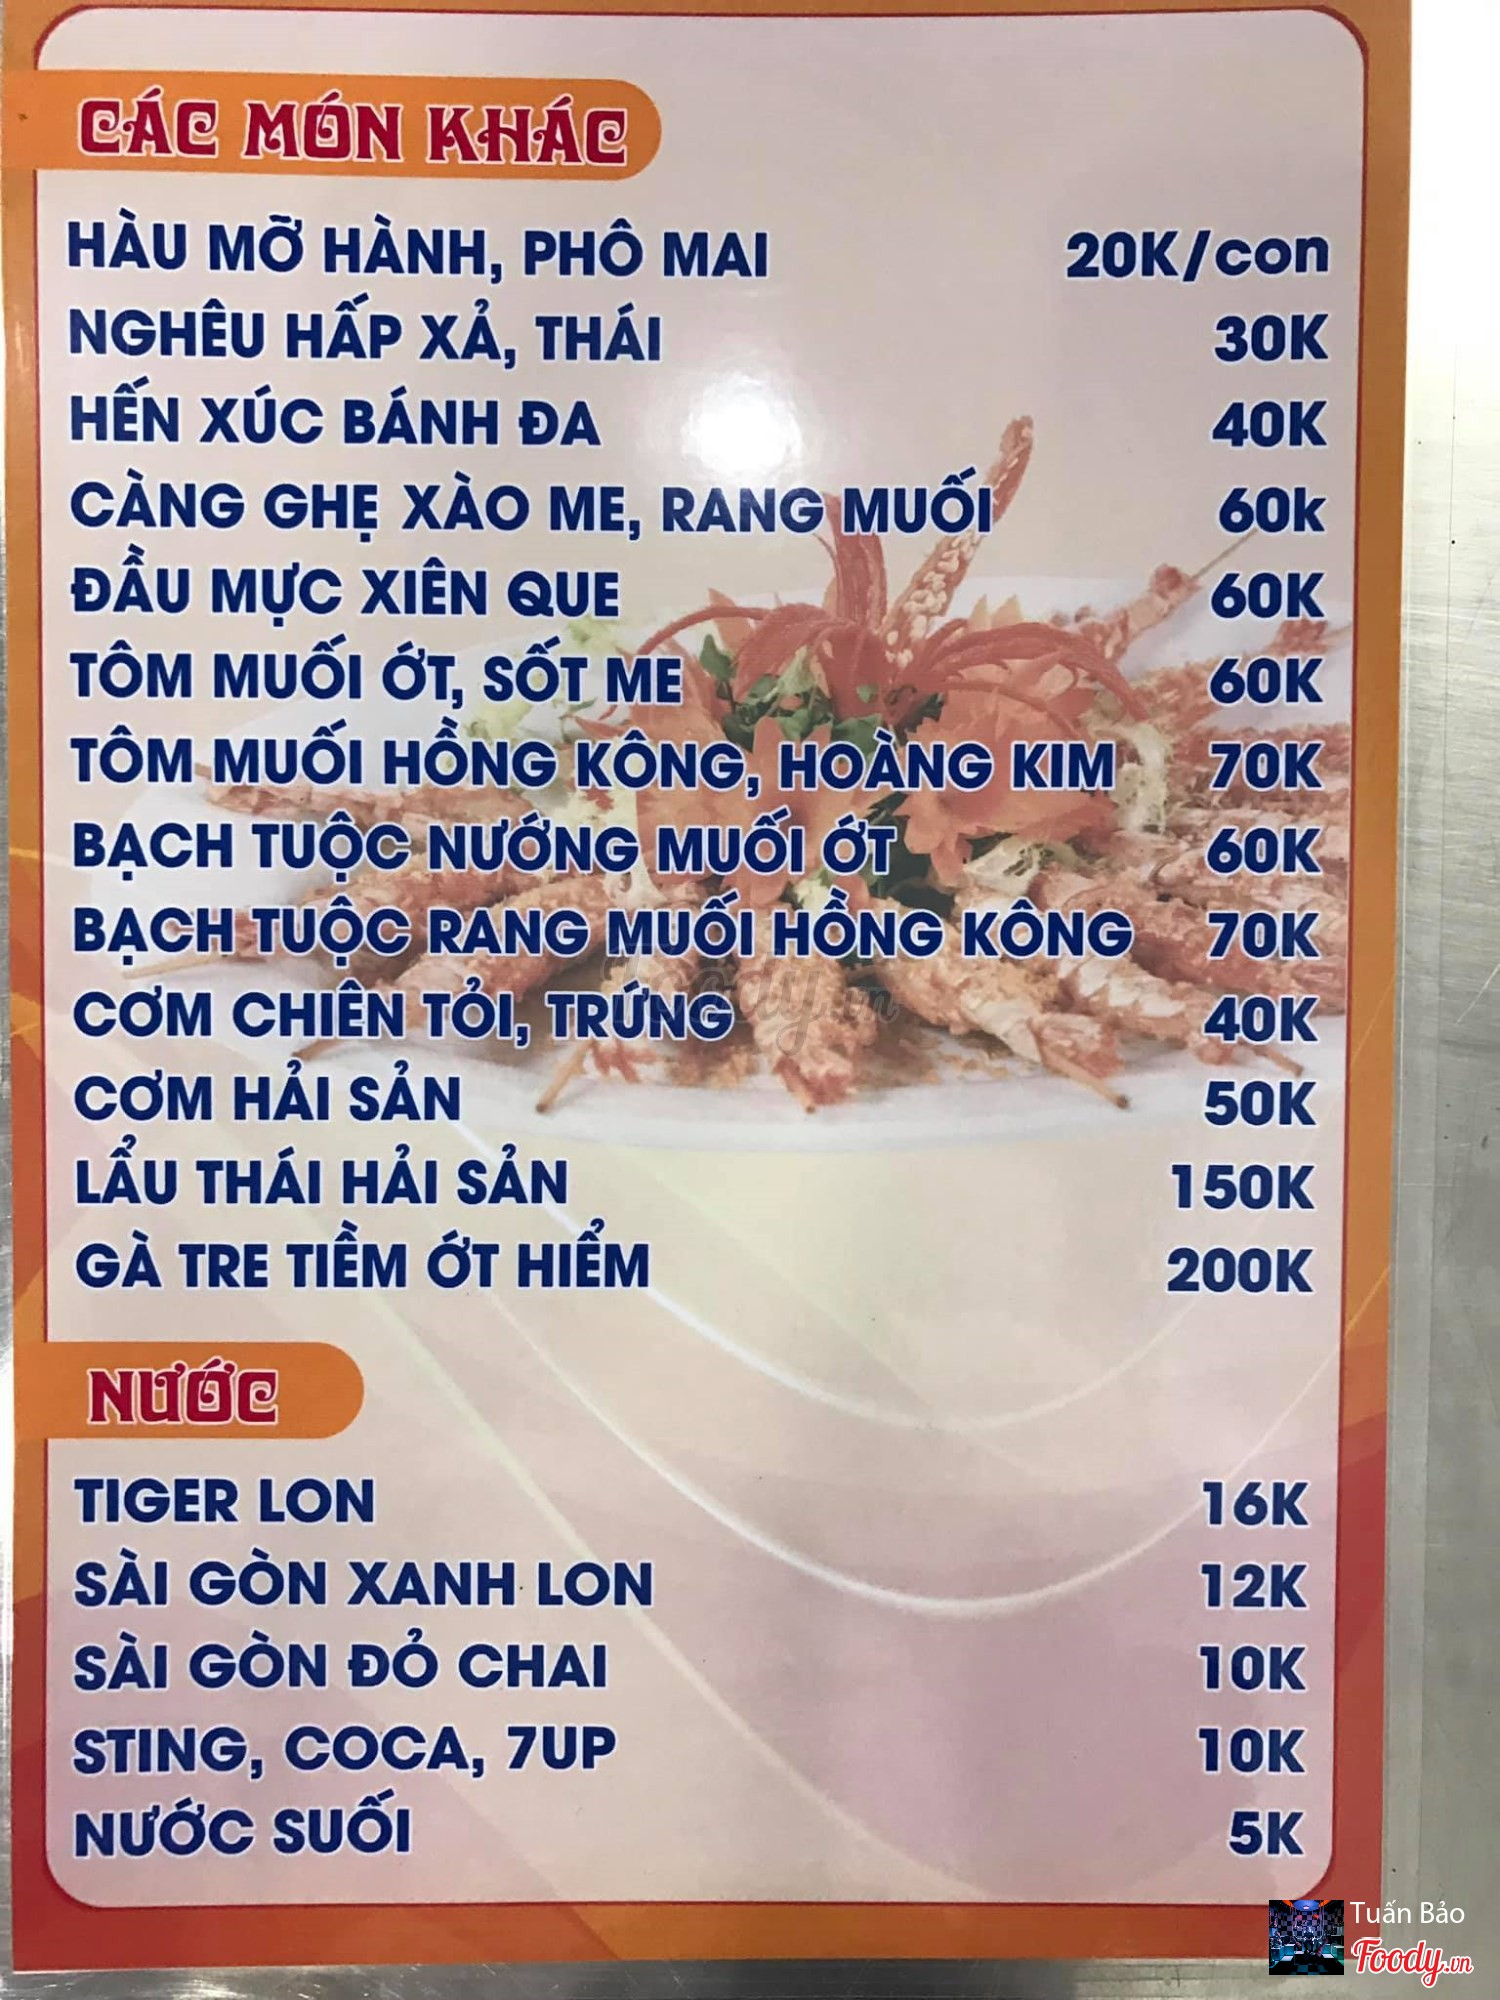 CÁC MÓN KHÁC
HÀU MỠ HÀNH, PHÔ MAI 20K/con
NGHÊU HẤP XẢ, THÁI 30K
HẾN XÚC BÁNH ĐA 40K
CÀNG GHẸ XÀO ME, RANG MUỐI 60k
ĐẦU MỰC XIÊN QUE 60K
TÔM MUỐI ỚT, SỐT ME 60K
TÔM MUỐI HỒNG KÔNG, HOÀNG KIM 70K
BẠCH TUỘC NƯỚNG MUỐI ỚT 60K
BẠCH TUỘC RANG MUỐI HỒNG KÔNG 70K
CƠM CHIÊN TỎI, TRỨNG 40K
CƠM HẢI SẢN 50K
LẨU THÁI HẢI SẢN 150K
GÀ TRE TIỀM ỚT HIỂM 200K
NƯỚC
TIGER LON 16K
SÀI GÒN XANH LON 12K
SÀI GÒN ĐỎ CHAI 10K
STING, COCA, 7UP 10K
NƯỚC SUỐI 5K
Foody.vn
Tuấn Bảo
Foody.vn